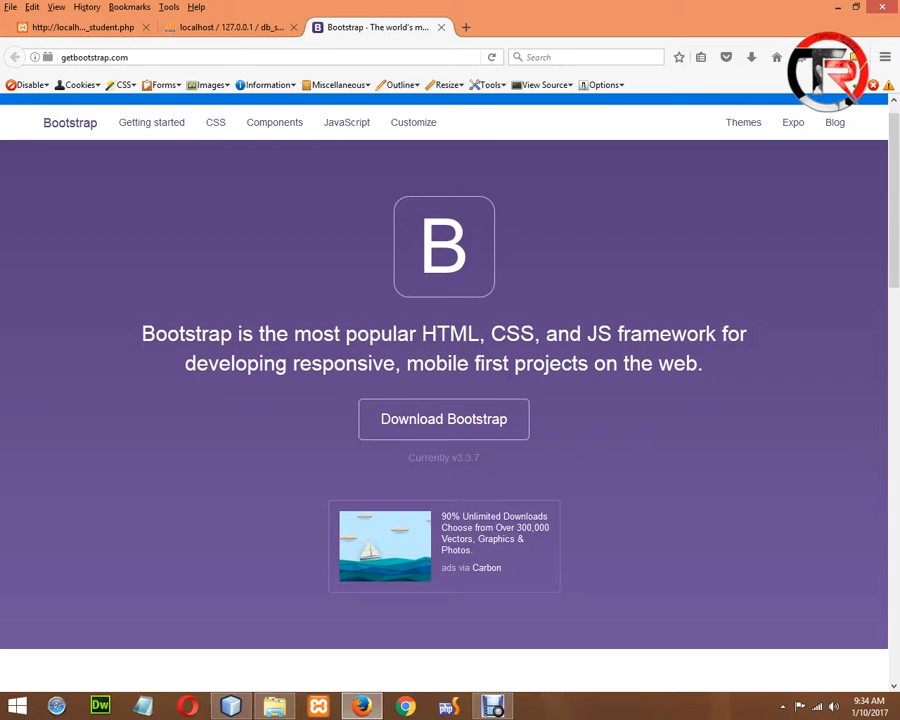 File Edit View History Bookmarks Tools Help
http://localh..._student.php
localhost / 127.0.0.1 / db_s...
Bootstrap · The world's m...
getbootstrap.com
Search
Disable Cookies CSS Forms Images Information Miscellaneous Outline Resize Tools View Source Options
TR
Bootstrap Getting started CSS Components JavaScript Customize Themes Expo Blog
B
Bootstrap is the most popular HTML, CSS, and JS framework for
developing responsive, mobile first projects on the web.
Download Bootstrap
Currently v3.3.7
90% Unlimited Downloads
Choose from Over 300,000
Vectors, Graphics &
Photos.
ads via Carbon
Dw
php
9:34 AM
1/10/2017